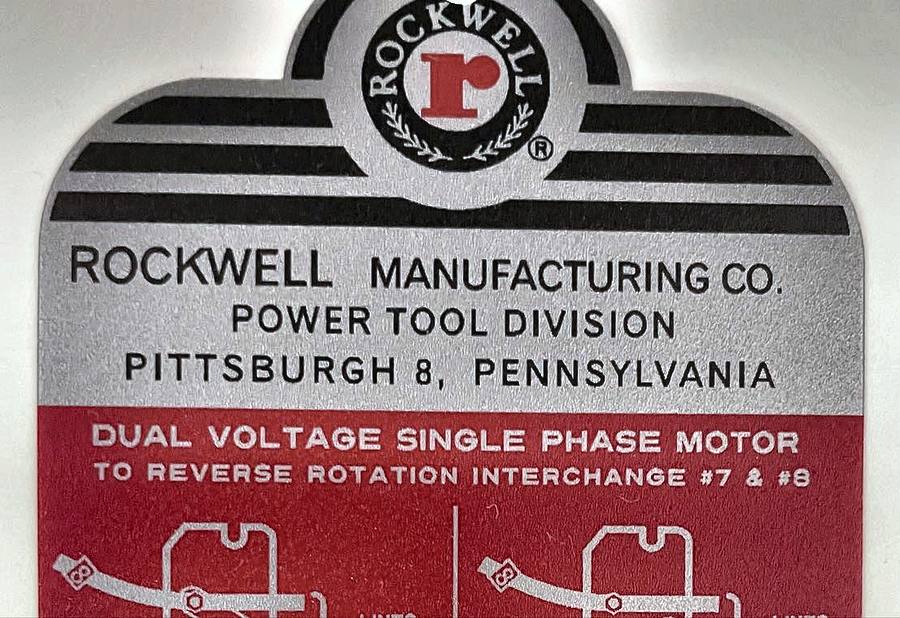 ROCKWELL
r
®
ROCKWELL MANUFACTURING CO.
POWER TOOL DIVISION
PITTSBURGH 8, PENNSYLVANIA
DUAL VOLTAGE SINGLE PHASE MOTOR
TO REVERSE ROTATION INTERCHANGE #7 & #8
8 8